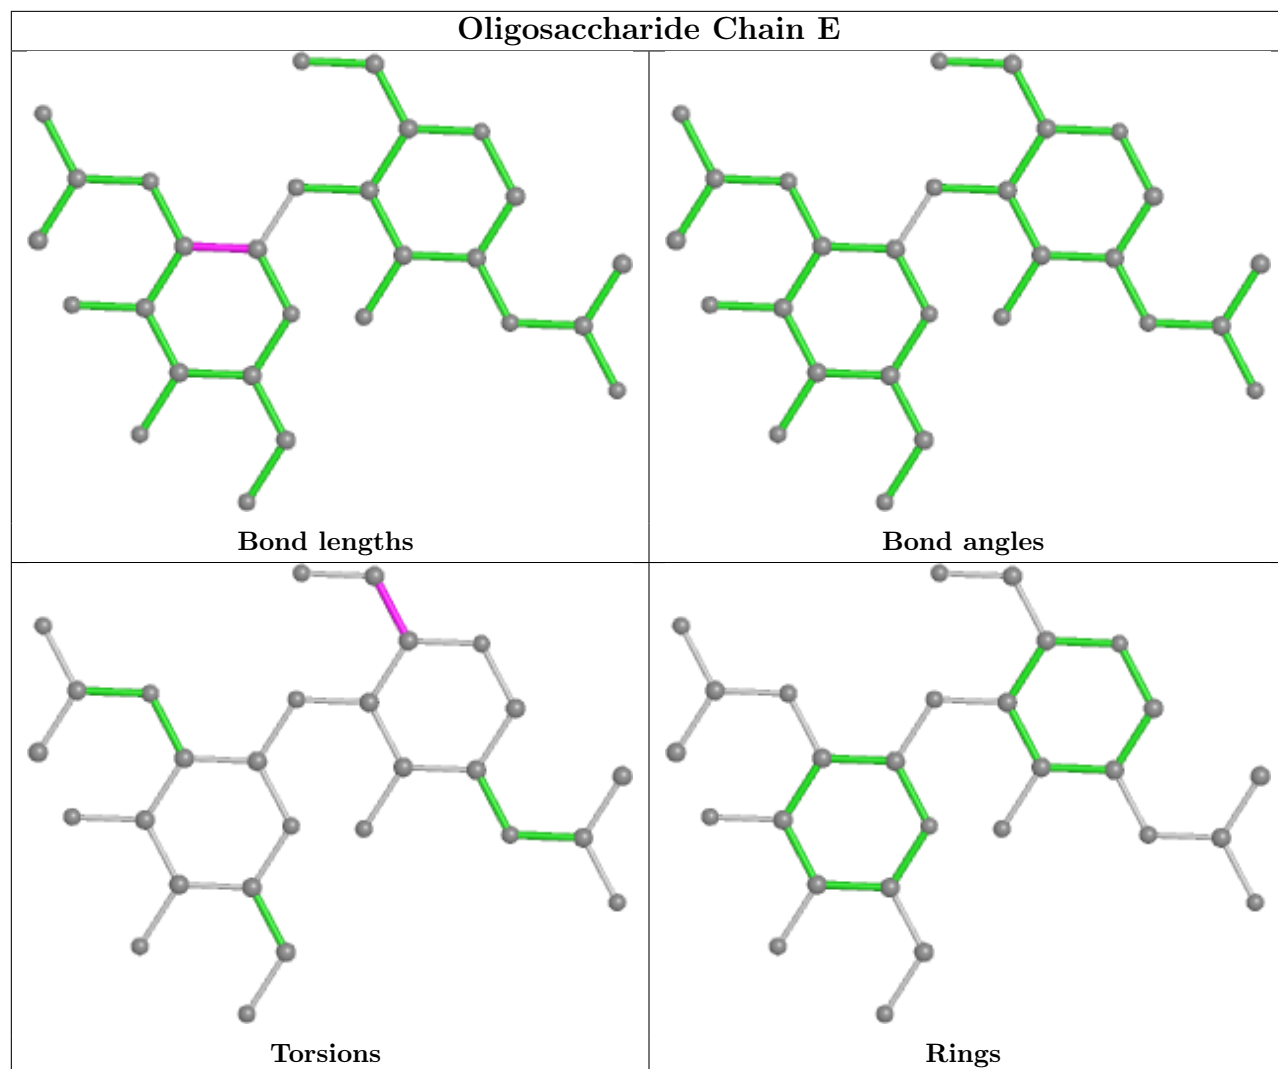 Oligosaccharide Chain E
Bond lengths
Bond angles
Torsions
Rings